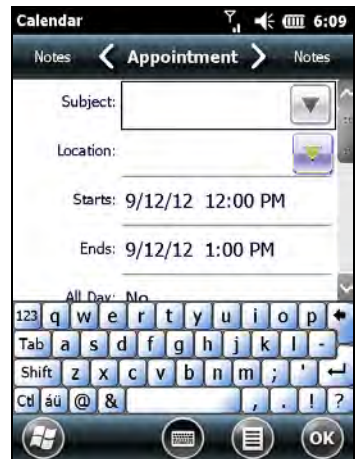 Calendar 6:09
Notes Appointment Notes
Subject:
Location:
Starts: 9/12/12 12:00 PM
Ends: 9/12/12 1:00 PM
All Day: No
123 q w e r t y u i o p
Tab a s d f g h j k l -
Shift z x c v b n m ; '
Ctl áü @ & , . ! ?
OK